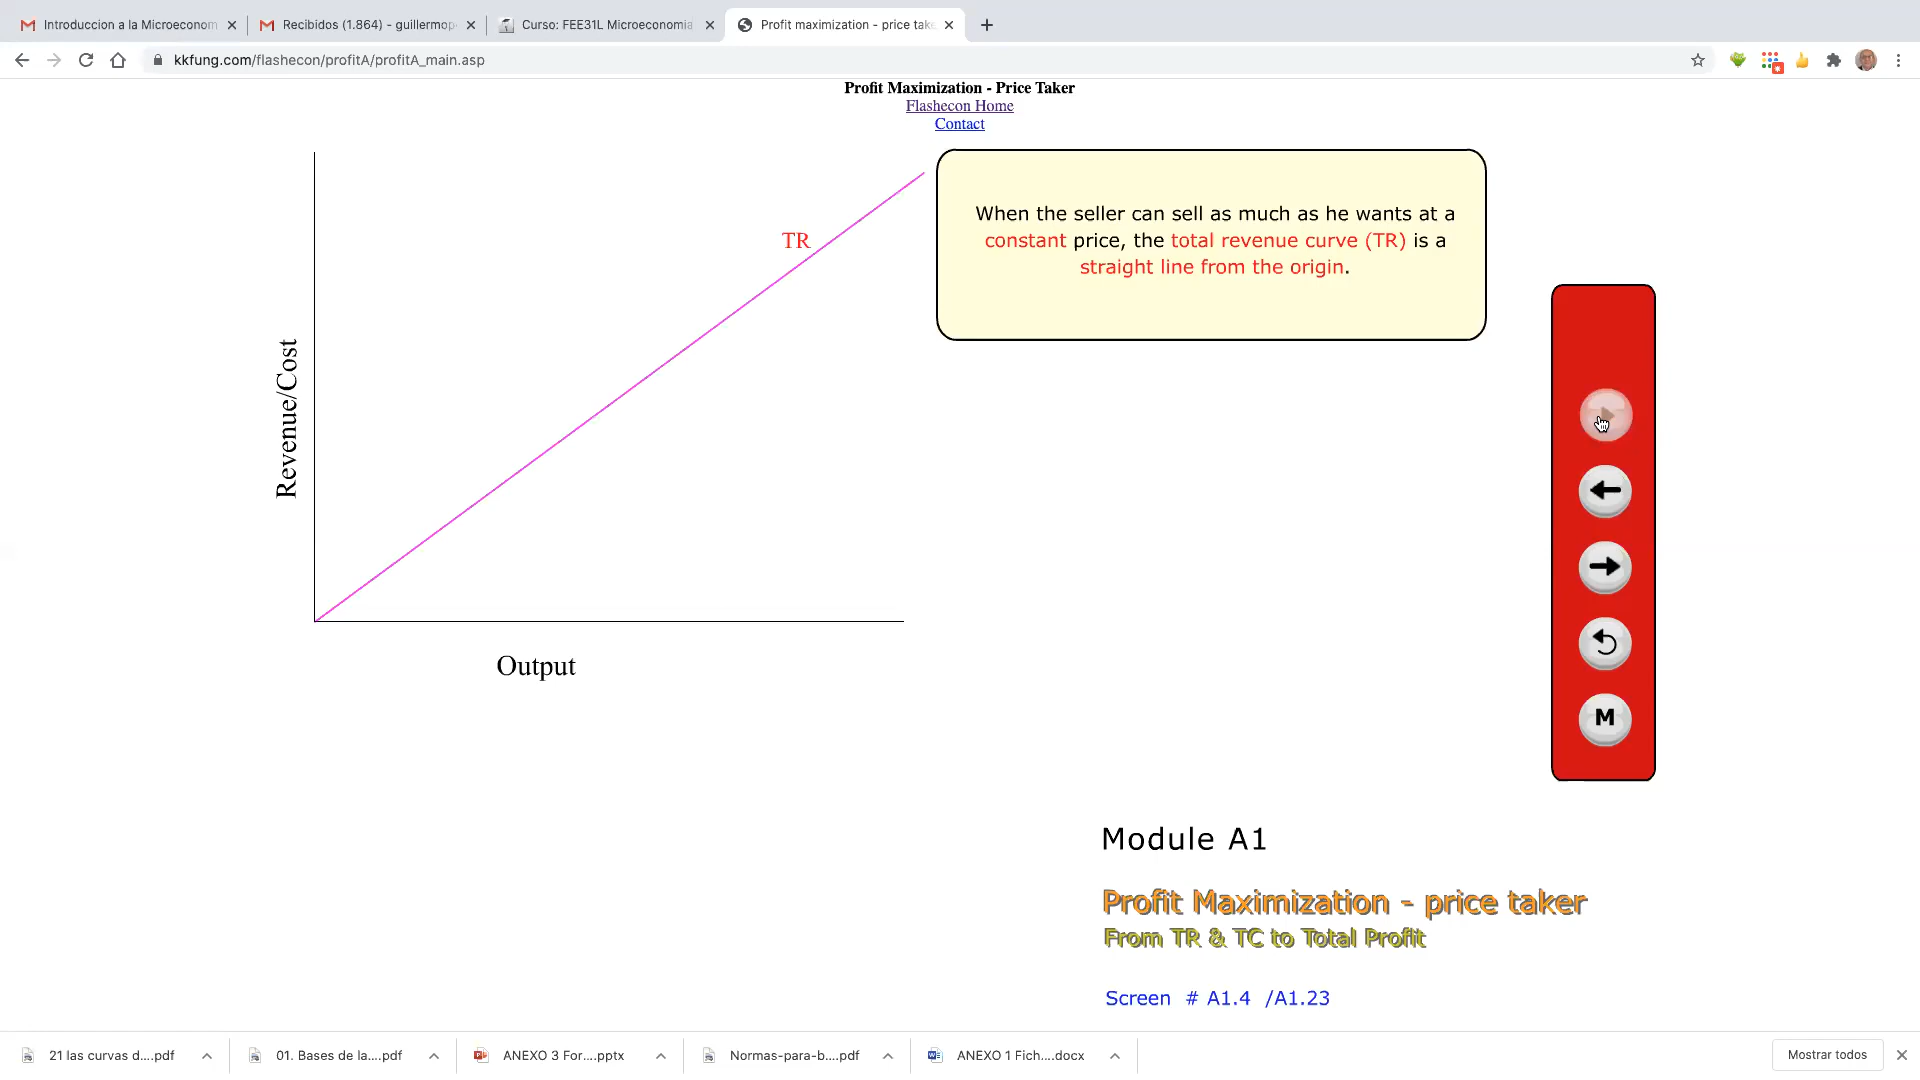 Introduccion a la Microeconom
Recibidos (1.864) - guillermop
Curso: FEE31L Microeconomia
Profit maximization - price take
kkfung.com/flashecon/profitA/profitA_main.asp
Profit Maximization - Price Taker
Flashecon Home
Contact
TR
Revenue/Cost
Output
When the seller can sell as much as he wants at a
constant price, the total revenue curve (TR) is a
straight line from the origin.
M
Module A1
Profit Maximization - price taker
From TR & TC to Total Profit
Screen # A1.4 /A1.23
21 las curvas d....pdf
01. Bases de la....pdf
ANEXO 3 For....pptx
Normas-para-b....pdf
ANEXO 1 Fich....docx
Mostrar todos